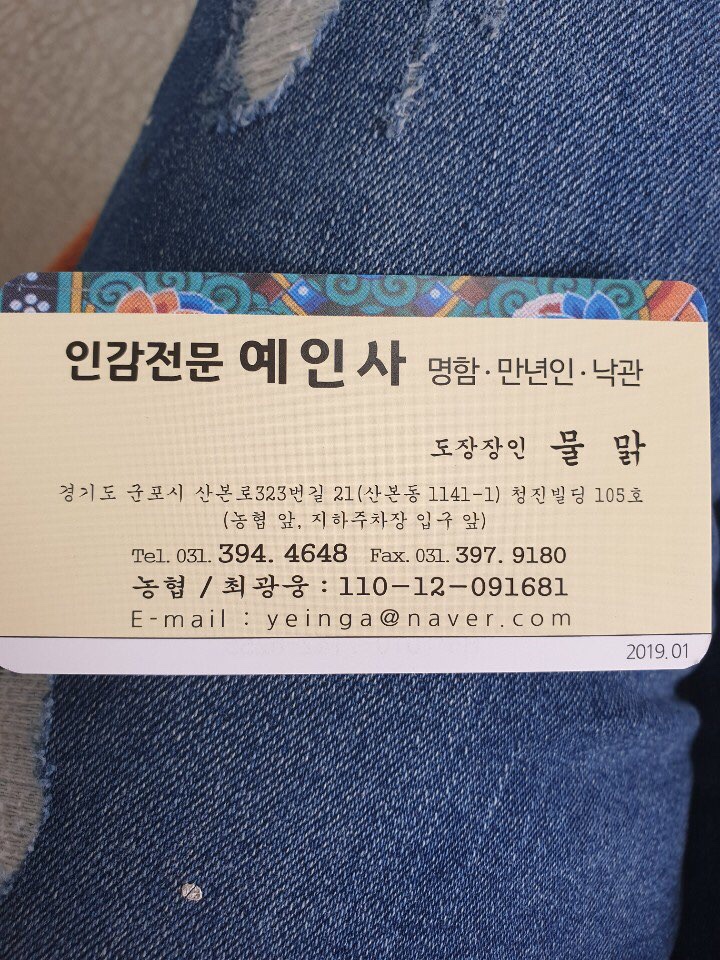 인감전문 예인사 명함·만년인·낙관
도장장인 물 맑
경기도 군포시 산본로323번길 21(산본동 1141-1) 청진빌딩 105호
(농협 앞, 지하주차장 입구 앞)
Tel. 031. 394. 4648 Fax. 031. 397. 9180
농협 / 최광웅 : 110-12-091681
E-mail : yeinga@naver.com
2019.01